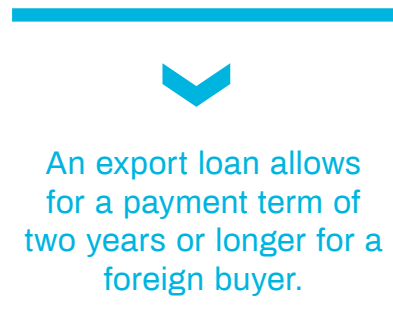 An export loan allows
for a payment term of
two years or longer for a
foreign buyer.